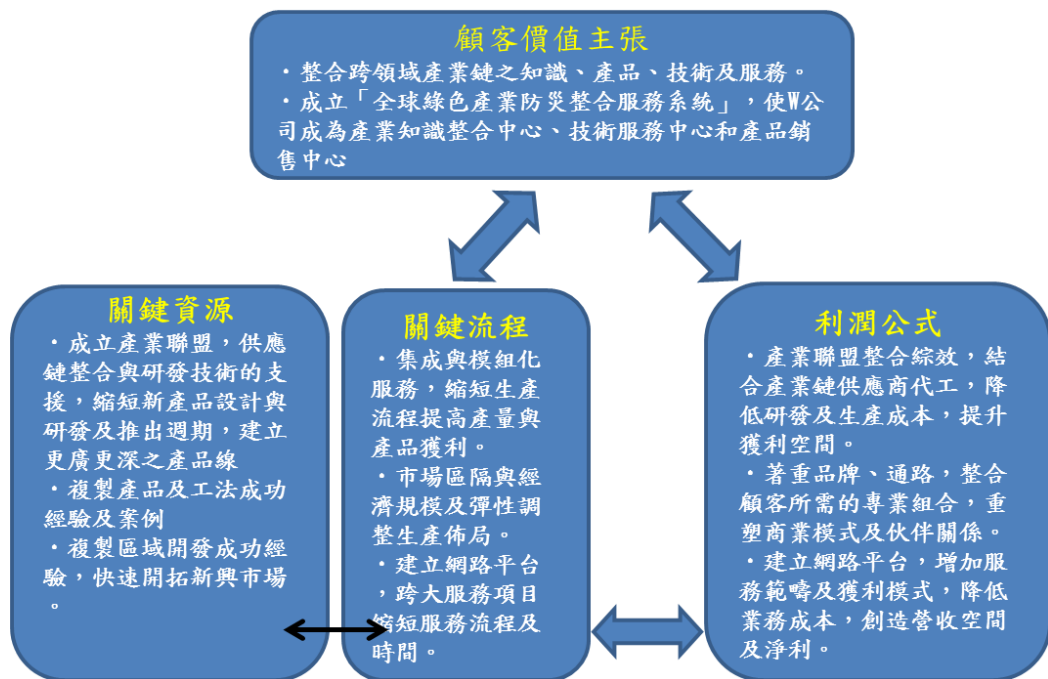 顧客價值主張
・整合跨領域產業鏈之知識、產品、技術及服務。
・成立「全球綠色產業防災整合服務系統」,使W公
司成為產業知識整合中心、技術服務中心和產品銷
售中心
關鍵資源
・成立產業聯盟,供應
鏈整合與研發技術的支
援,縮短新產品設計與
研發及推出週期,建立
更廣更深之產品線
・複製產品及工法成功
經驗及案例
・複製區域開發成功經
驗,快速開拓新興市場
。
關鍵流程
・集成與模組化
服務,縮短生產
流程提高產量與
產品獲利。
・市場區隔與經
濟規模及彈性調
整生產佈局。
・建立網路平台
,跨大服務項目
縮短服務流程及
時間。
利潤公式
・產業聯盟整合綜效,結
合產業鏈供應商代工,降
低研發及生產成本,提升
獲利空間。
・著重品牌、通路,整合
顧客所需的專業組合,重
塑商業模式及伙伴關係。
・建立網路平台,增加服
務範疇及獲利模式,降低
業務成本,創造營收空間
及淨利。